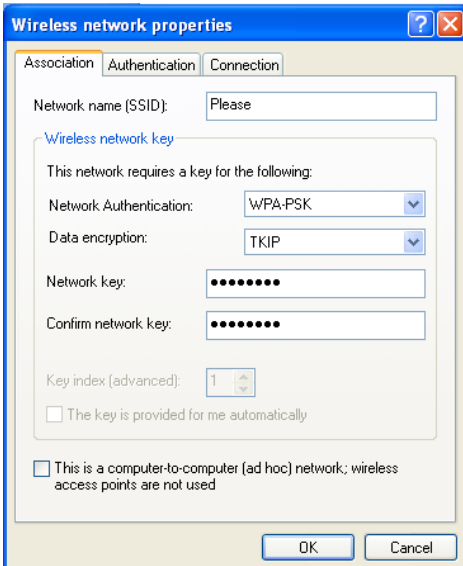 Wireless network properties
Association Authentication Connection
Network name (SSID): Please
Wireless network key
This network requires a key for the following:
Network Authentication: WPA-PSK
Data encryption: TKIP
Network key: ••••••••
Confirm network key: ••••••••
Key index (advanced): 1
The key is provided for me automatically
This is a computer-to-computer (ad hoc) network; wireless
access points are not used
OK Cancel